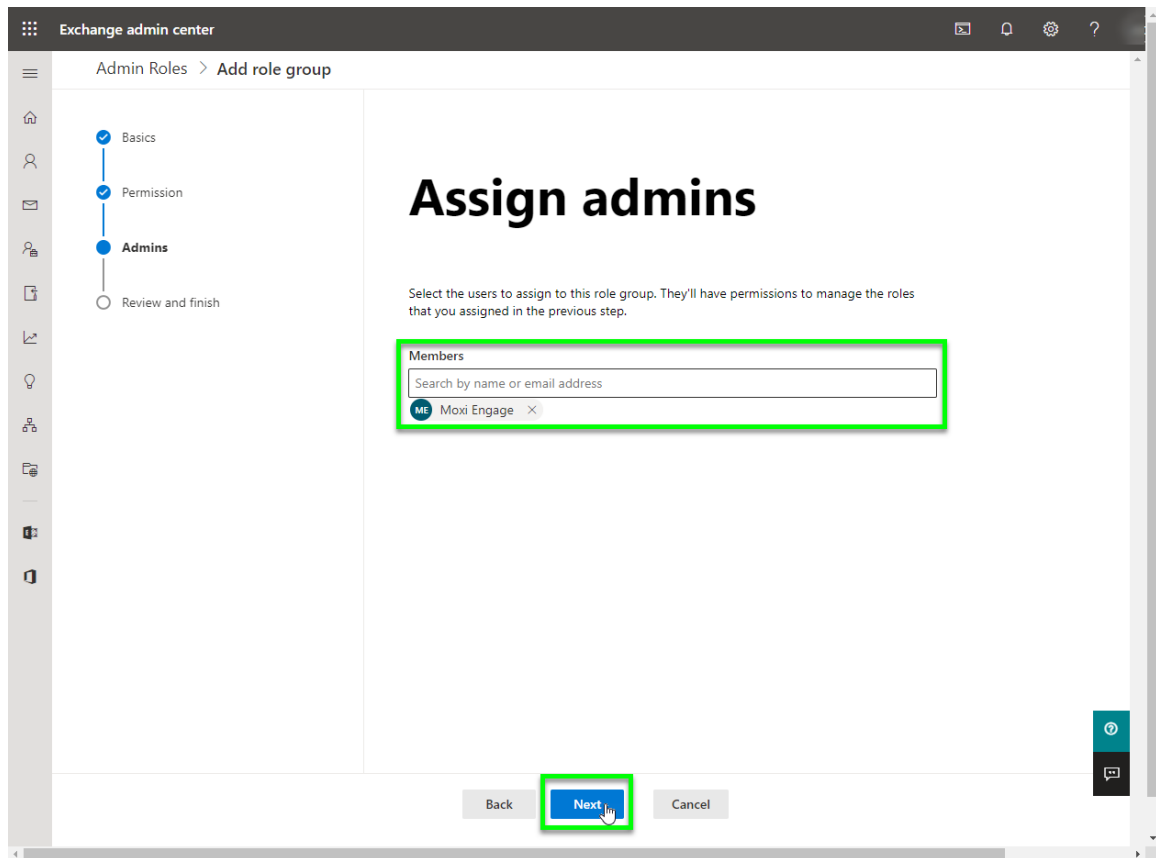 Exchange admin center
Admin Roles > Add role group
Basics
Permission
Admins
Review and finish
Assign admins
Select the users to assign to this role group. They'll have permissions to manage the roles
that you assigned in the previous step.
Members
Search by name or email address
ME Moxi Engage
Back
Next
Cancel